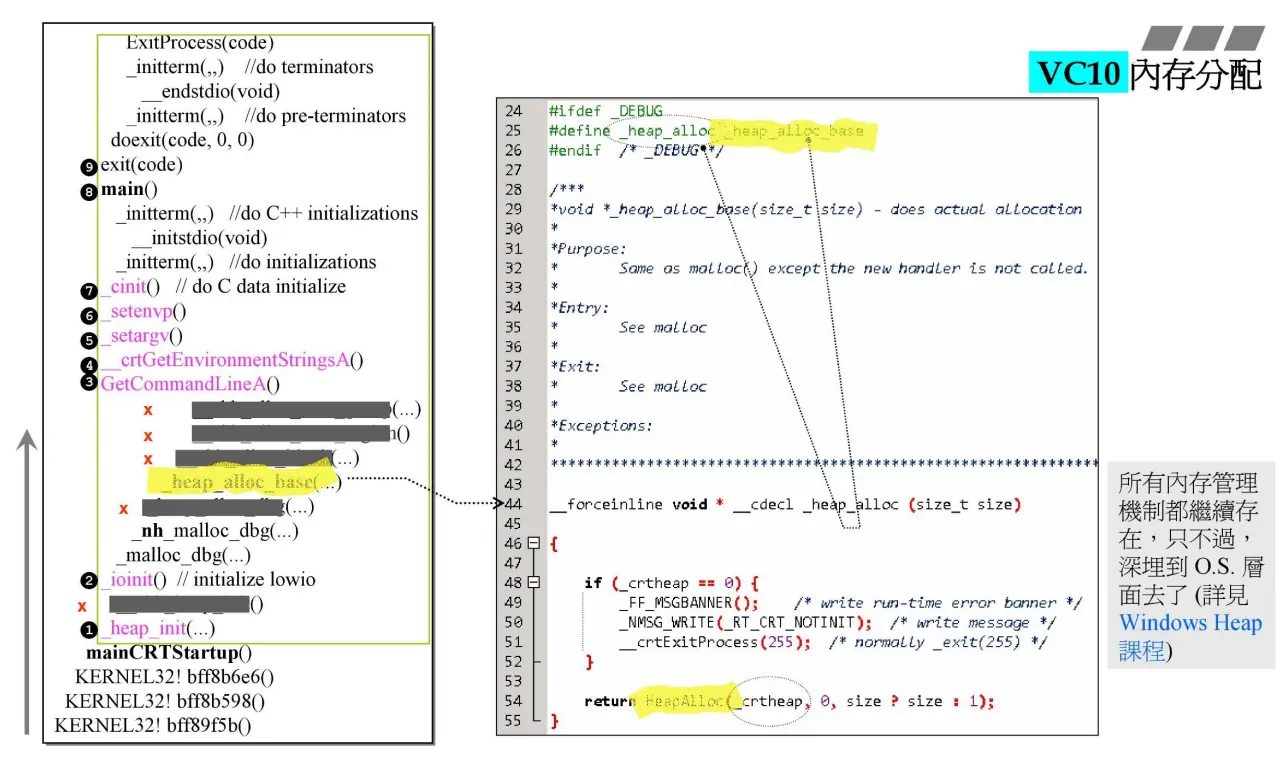 VC10 內存分配
ExitProcess(code)
_initterm(,,) //do terminators
__endstdio(void)
_initterm(,,) //do pre-terminators
doexit(code, 0, 0)
❾ exit(code)
❽ main()
_initterm(,,) //do C++ initializations
__initstdio(void)
_initterm(,,) //do initializations
❼ _cinit() // do C data initialize
❻ _setenvp()
❺ _setargv()
❹ __crtGetEnvironmentStringsA()
❸ GetCommandLineA()
x (...)
x ()
x (...)
_heap_alloc_base(...)
x (...)
_nh_malloc_dbg(...)
_malloc_dbg(...)
❷ _ioinit() // initialize lowio
x ()
❶ _heap_init(...)
mainCRTStartup()
KERNEL32! bff8b6e6()
KERNEL32! bff8b598()
KERNEL32! bff89f5b()
24 #ifdef _DEBUG
25 #define _heap_alloc _heap_alloc_base
26 #endif /* _DEBUG */
27
28 /***
29 *void *_heap_alloc_base(size_t size) - does actual allocation
30 *
31 *Purpose:
32 * Same as malloc() except the new handler is not called.
33 *
34 *Entry:
35 * See malloc
36 *
37 *Exit:
38 * See malloc
39 *
40 *Exceptions:
41 *
42 *******************************************************
43
44 __forceinline void * __cdecl _heap_alloc (size_t size)
45
46 {
47
48 if (_crtheap == 0) {
49 _FF_MSGBANNER(); /* write run-time error banner */
50 _NMSG_WRITE(_RT_CRT_NOTINIT); /* write message */
51 __crtExitProcess(255); /* normally _exit(255) */
52 }
53
54 return HeapAlloc(_crtheap, 0, size ? size : 1);
55 }
所有內存管理
機制都繼續存
在，只不過，
深埋到 O.S. 層
面去了 (詳見
Windows Heap
課程)